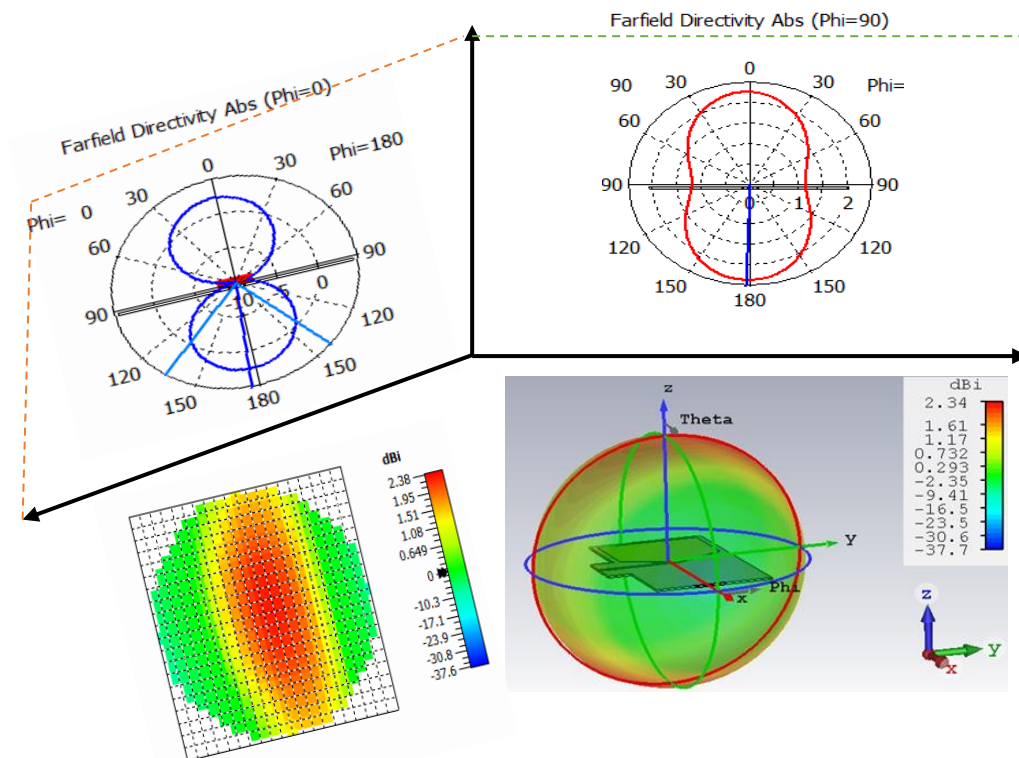 Farfield Directivity Abs (Phi=90)
90 30 0 30 Phi=
60 60
90 0 1 2 90
120 120
150 180 150
Farfield Directivity Abs (Phi=0)
Phi= 0 30 0 30 Phi=180
60 60
90 -10 -5 0 90
120 120
150 180 150
dBi
2.38
1.95
1.51
1.08
0.649
0
-10.3
-17.1
-23.9
-30.8
-37.6
z
Theta
Y
Phi
x
dBi
2.34
1.61
1.17
0.732
0.293
-2.35
-9.41
-16.5
-23.5
-30.6
-37.7
z
y
x